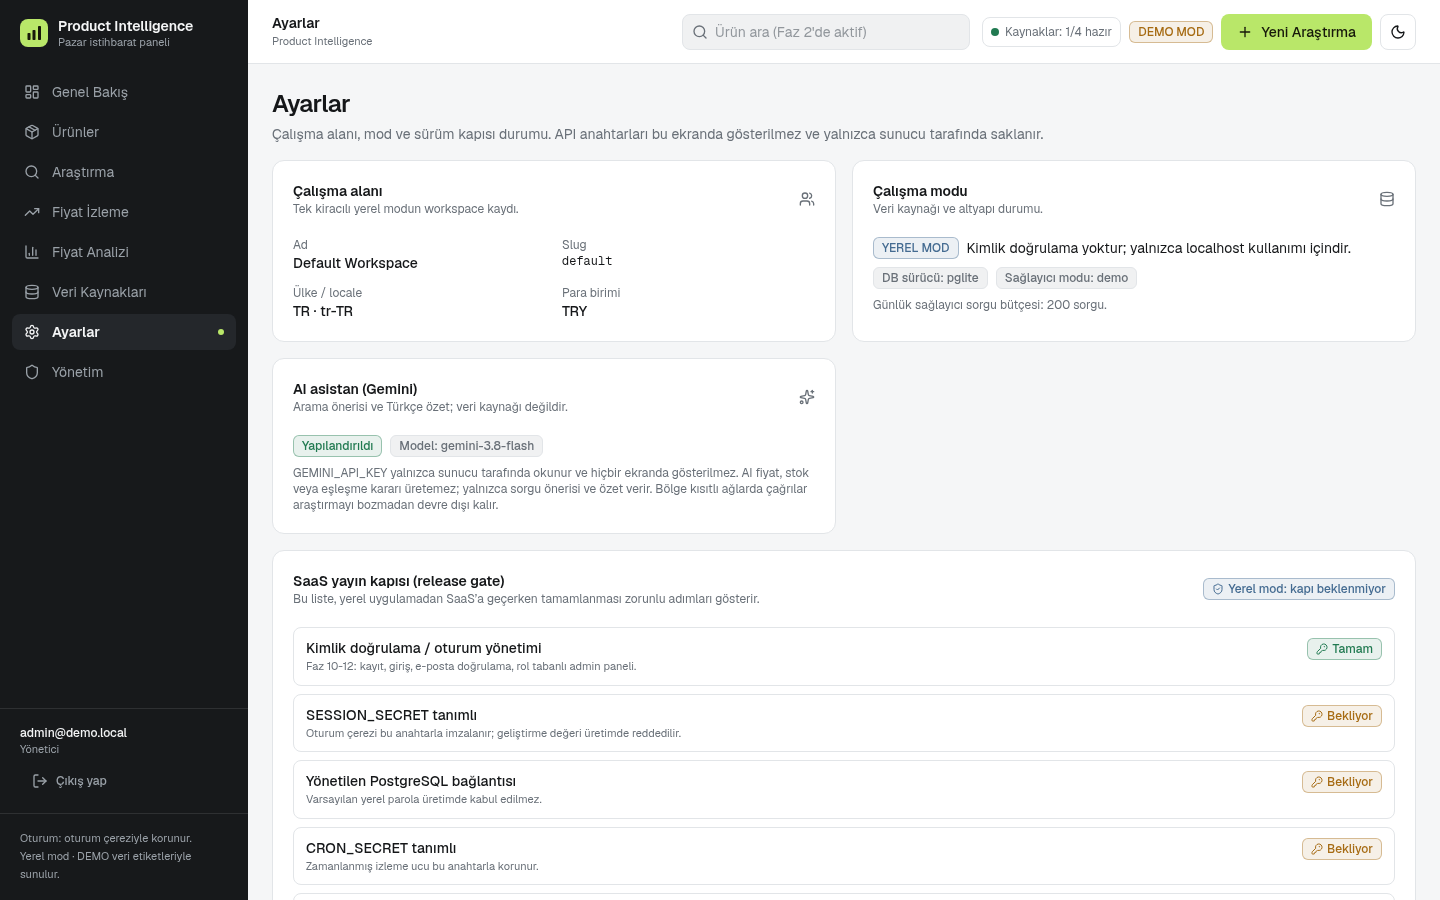 Product Intelligence
Pazar istihbarat paneli
Genel Bakış
Ürünler
Araştırma
Fiyat İzleme
Fiyat Analizi
Veri Kaynakları
Ayarlar
Yönetim
admin@demo.local
Yönetici
Çıkış yap
Oturum: oturum çereziyle korunur.
Yerel mod · DEMO veri etiketleriyle
sunulur.
Ayarlar
Product Intelligence
Ürün ara (Faz 2'de aktif)
Kaynaklar: 1/4 hazır
DEMO MOD
Yeni Araştırma
Ayarlar
Çalışma alanı, mod ve sürüm kapısı durumu. API anahtarları bu ekranda gösterilmez ve yalnızca sunucu tarafında saklanır.
Çalışma alanı
Tek kiracılı yerel modun workspace kaydı.
Ad
Default Workspace
Slug
default
Ülke / locale
TR · tr-TR
Para birimi
TRY
Çalışma modu
Veri kaynağı ve altyapı durumu.
YEREL MOD
Kimlik doğrulama yoktur; yalnızca localhost kullanımı içindir.
DB sürücü: pglite
Sağlayıcı modu: demo
Günlük sağlayıcı sorgu bütçesi: 200 sorgu.
AI asistan (Gemini)
Arama önerisi ve Türkçe özet; veri kaynağı değildir.
Yapılandırıldı
Model: gemini-3.8-flash
GEMINI_API_KEY yalnızca sunucu tarafında okunur ve hiçbir ekranda gösterilmez. AI fiyat, stok
veya eşleşme kararı üretemez; yalnızca sorgu önerisi ve özet verir. Bölge kısıtlı ağlarda çağrılar
araştırmayı bozmadan devre dışı kalır.
SaaS yayın kapısı (release gate)
Bu liste, yerel uygulamadan SaaS'a geçerken tamamlanması zorunlu adımları gösterir.
Yerel mod: kapı beklenmiyor
Kimlik doğrulama / oturum yönetimi
Faz 10-12: kayıt, giriş, e-posta doğrulama, rol tabanlı admin paneli.
Tamam
SESSION_SECRET tanımlı
Oturum çerezi bu anahtarla imzalanır; geliştirme değeri üretimde reddedilir.
Bekliyor
Yönetilen PostgreSQL bağlantısı
Varsayılan yerel parola üretimde kabul edilmez.
Bekliyor
CRON_SECRET tanımlı
Zamanlanmış izleme ucu bu anahtarla korunur.
Bekliyor